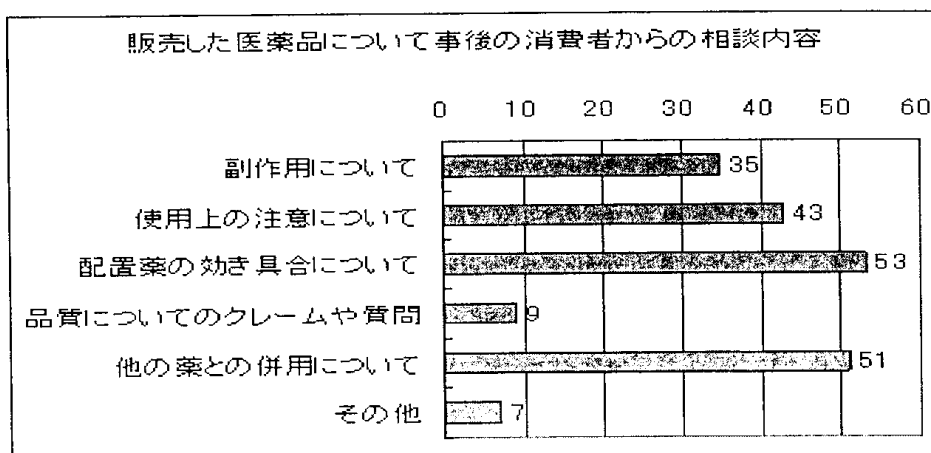 販売した医薬品について事後の消費者からの相談内容
0 10 20 30 40 50 60
副作用について 35
使用上の注意について 43
配置薬の効き具合について 53
品質についてのクレームや質問 9
他の薬との併用について 51
その他 7